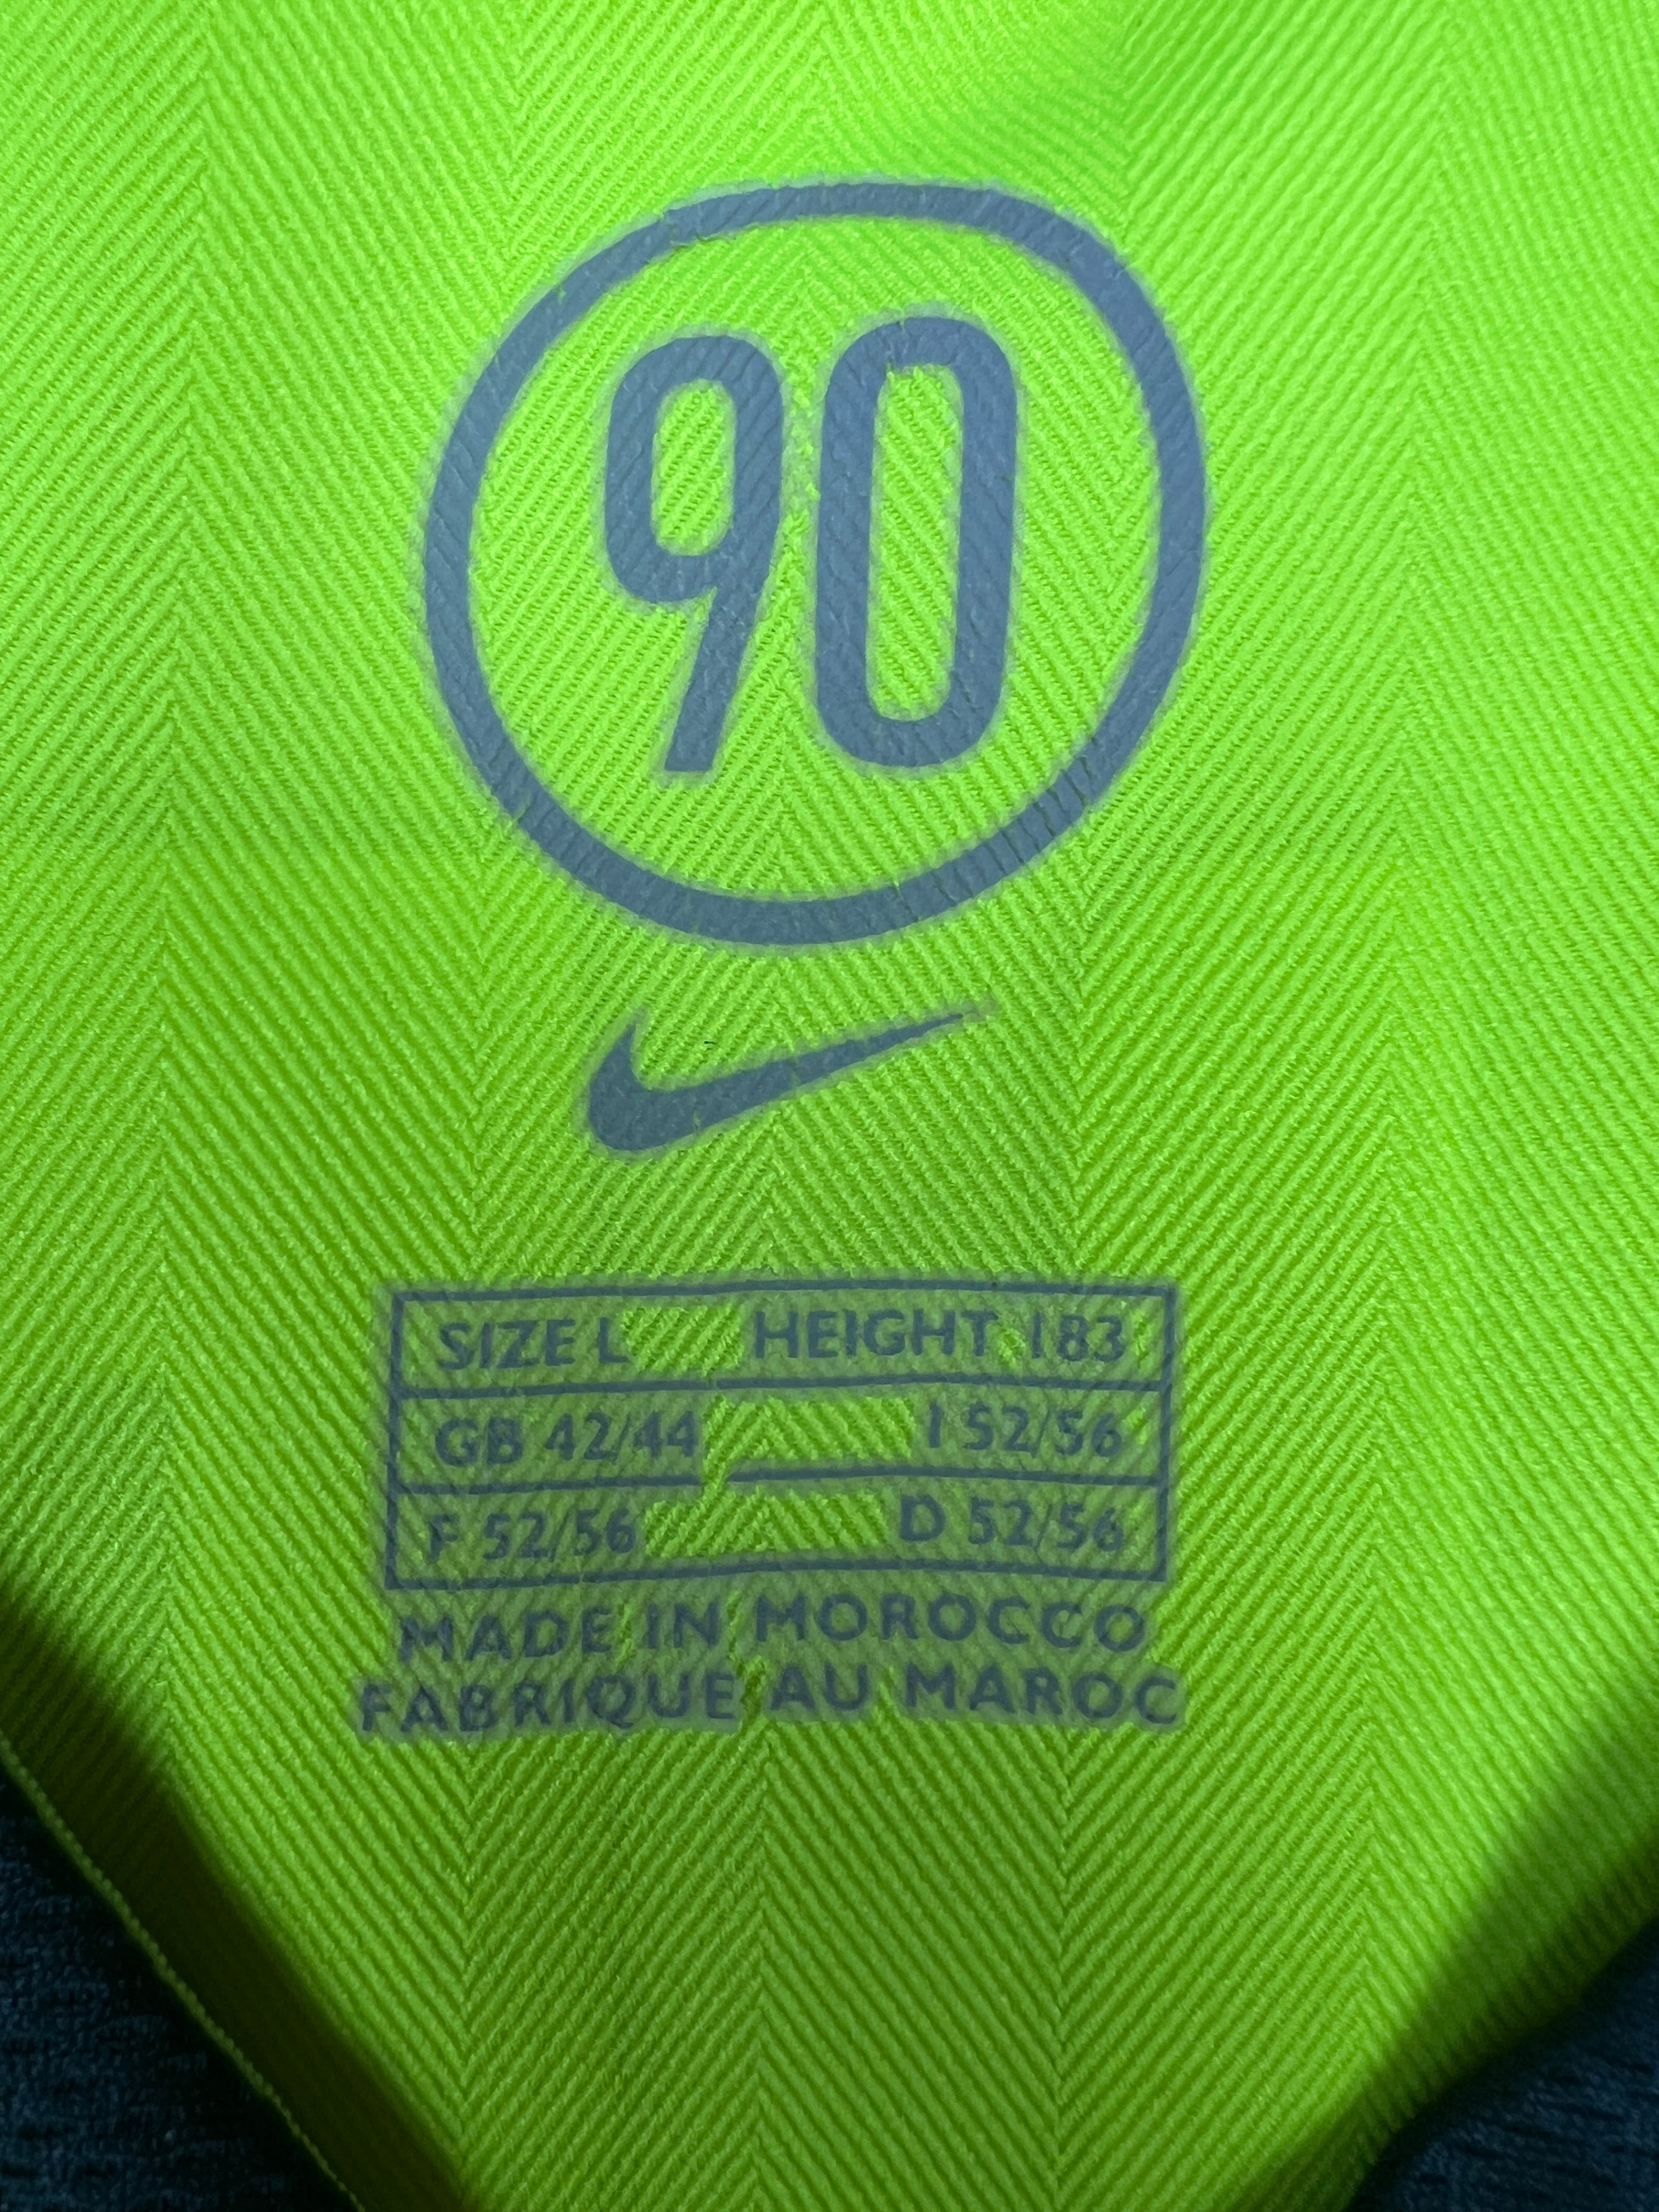 90
SIZE L HEIGHT 183
GB 42/44 I 52/56
F 52/56 D 52/56
MADE IN MOROCCO
FABRIQUE AU MAROC